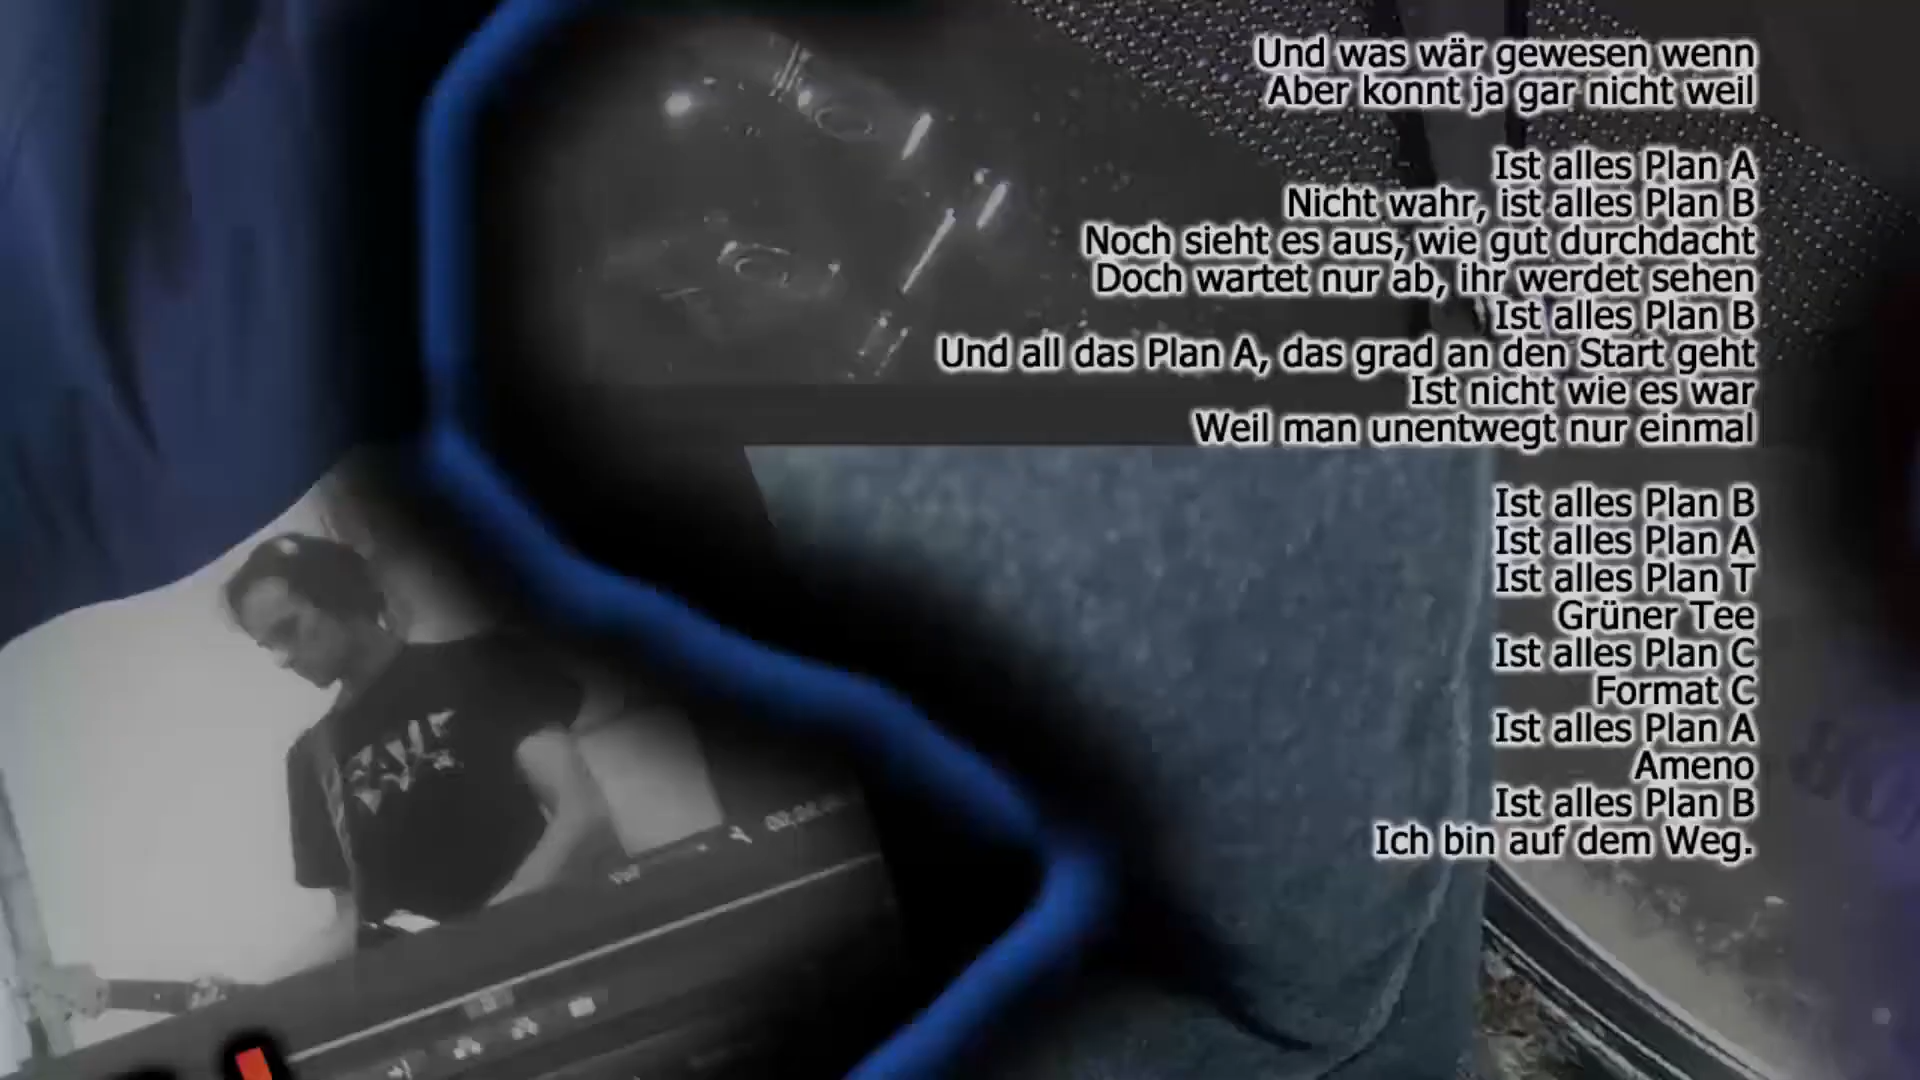 Und was wär gewesen wenn
Aber konnt ja gar nicht weil
Ist alles Plan A
Nicht wahr, ist alles Plan B
Noch sieht es aus, wie gut durchdacht
Doch wartet nur ab, ihr werdet sehen
Ist alles Plan B
Und all das Plan A, das grad an den Start geht
Ist nicht wie es war
Weil man unentwegt nur einmal
Ist alles Plan B
Ist alles Plan A
Ist alles Plan T
Grüner Tee
Ist alles Plan C
Format C
Ist alles Plan A
Ameno
Ist alles Plan B
Ich bin auf dem Weg.